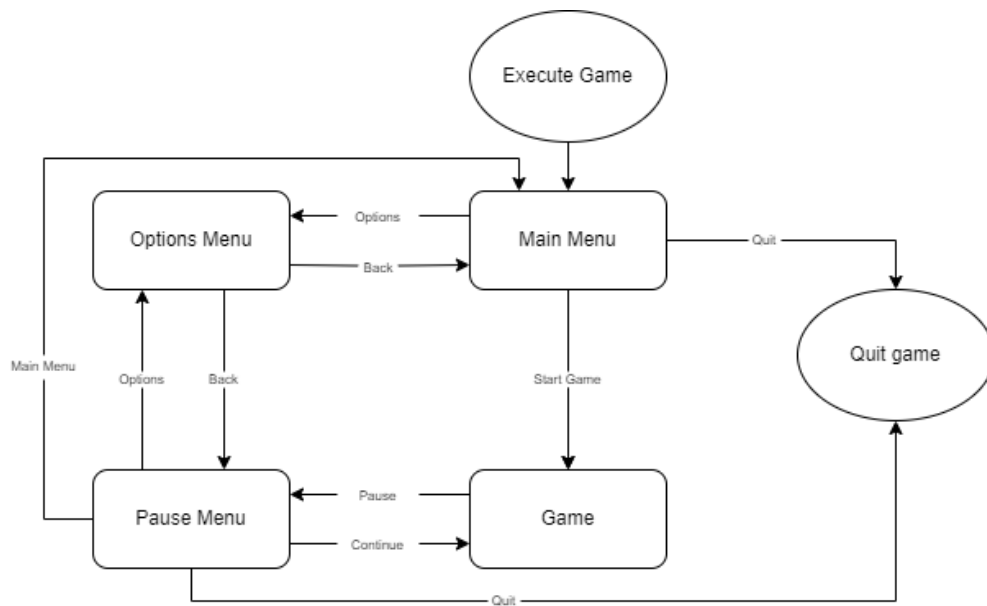 Execute Game
Options Menu
Options
Main Menu
Quit
Back
Main Menu
Options
Back
Start Game
Quit game
Pause Menu
Pause
Game
Continue
Quit